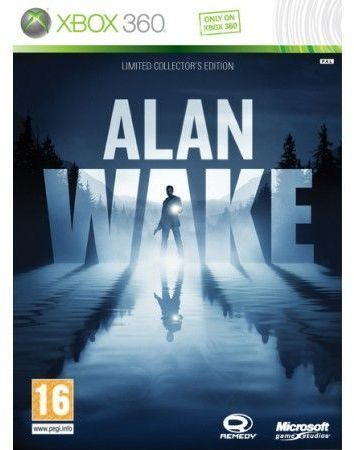 XBOX 360
ONLY ON
XBOX 360
LIMITED COLLECTOR'S EDITION
PAL
ALAN
WAKE
16
www.pegi.info
REMEDY
Microsoft
game studios